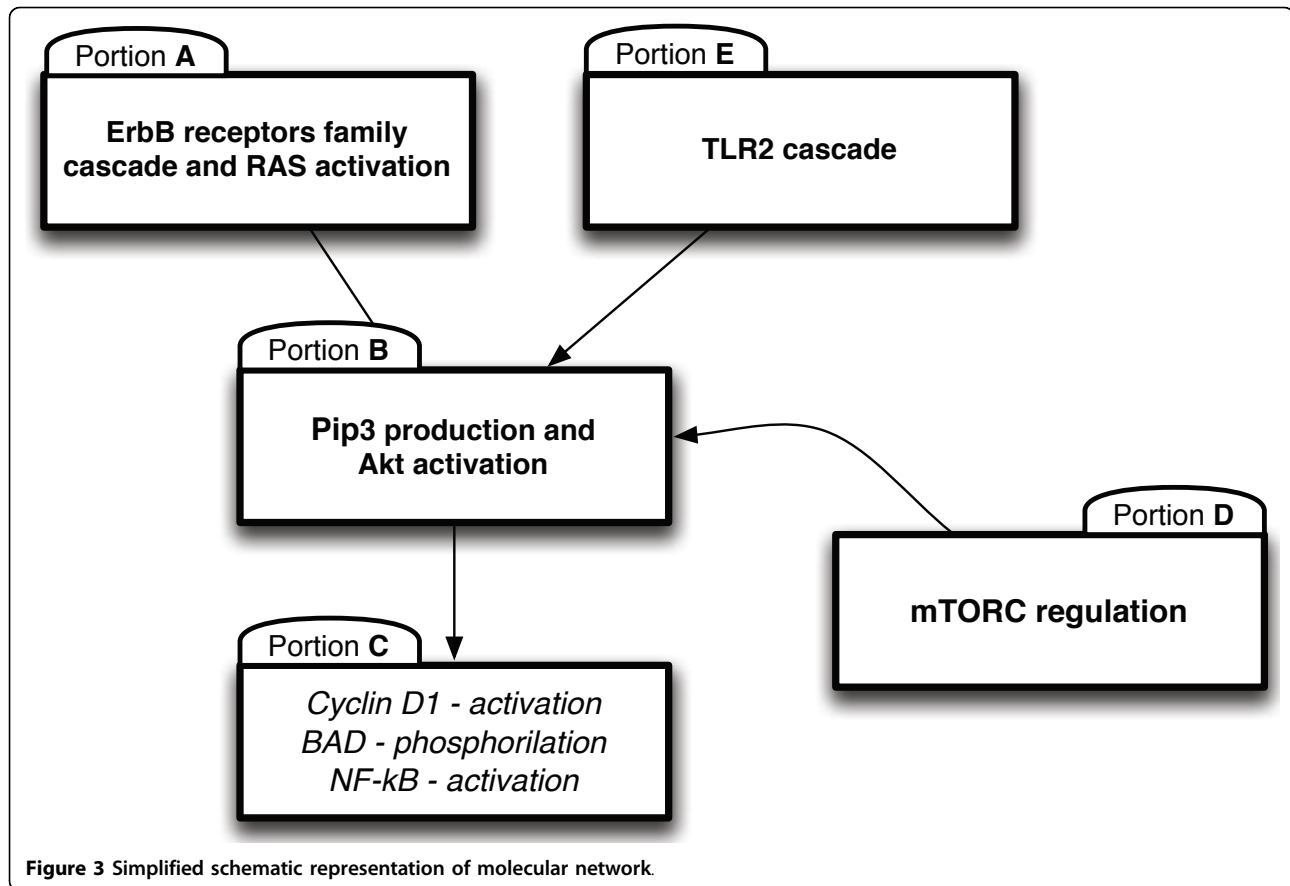 Portion A
ErbB receptors family
cascade and RAS activation
Portion E
TLR2 cascade
Portion B
Pip3 production and
Akt activation
Portion D
mTORC regulation
Portion C
Cyclin D1 - activation
BAD - phosphorilation
NF-kB - activation
Figure 3 Simplified schematic representation of molecular network.